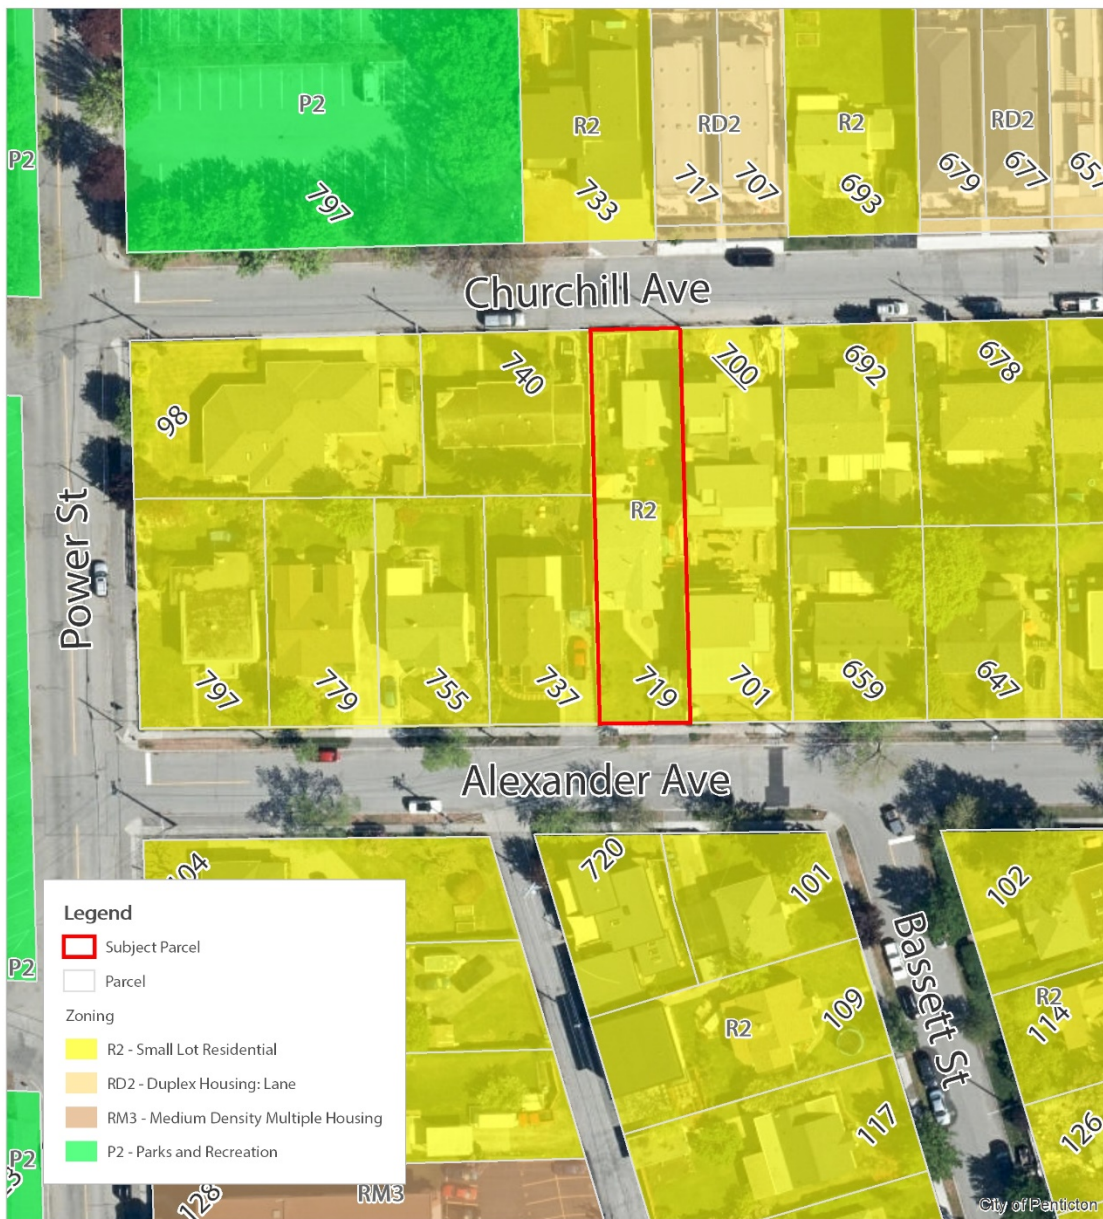 P2
P2
797
R2
733
RD2
717
707
R2
693
RD2
679
677
657
Churchill Ave
98
740
700
692
678
R2
Power St
797
779
755
737
719
701
659
647
Alexander Ave
104
720
101
102
P2
Bassett St
R2
109
R2
114
117
126
P2
128
RM3
Legend
Subject Parcel
Parcel
Zoning
R2 - Small Lot Residential
RD2 - Duplex Housing: Lane
RM3 - Medium Density Multiple Housing
P2 - Parks and Recreation
City of Penticton